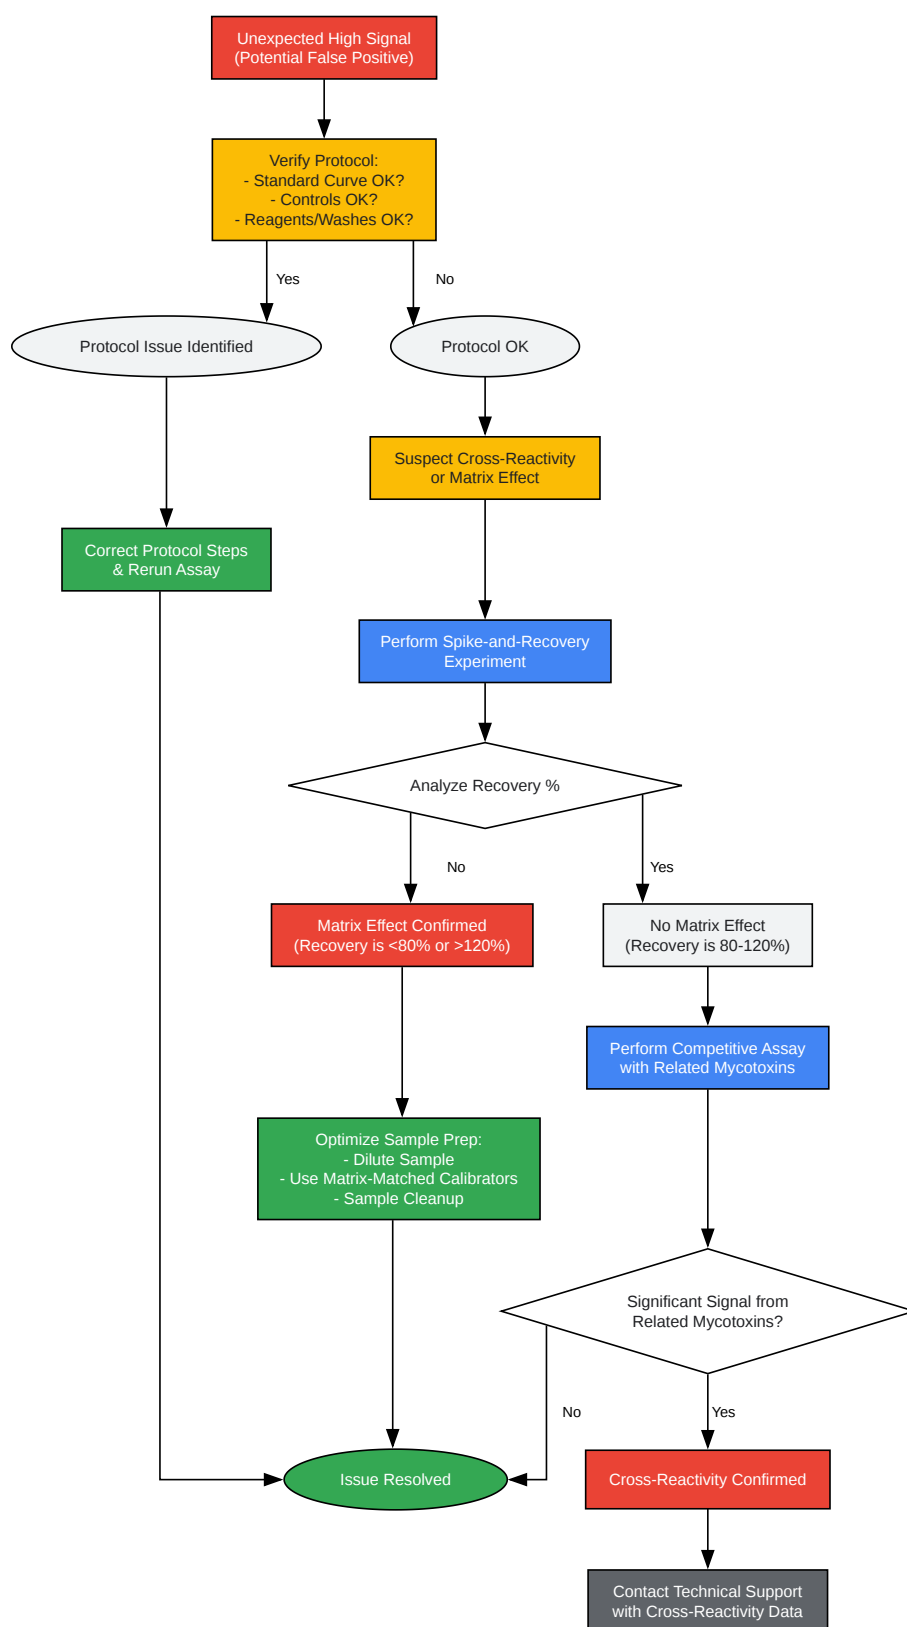 Unexpected High Signal
(Potential False Positive)
Verify Protocol:
- Standard Curve OK?
- Controls OK?
- Reagents/Washes OK?
Yes
No
Protocol Issue Identified
Protocol OK
Suspect Cross-Reactivity
or Matrix Effect
Correct Protocol Steps
& Rerun Assay
Perform Spike-and-Recovery
Experiment
Analyze Recovery %
No
Yes
Matrix Effect Confirmed
(Recovery is <80% or >120%)
No Matrix Effect
(Recovery is 80-120%)
Perform Competitive Assay
with Related Mycotoxins
Optimize Sample Prep:
- Dilute Sample
- Use Matrix-Matched Calibrators
- Sample Cleanup
Significant Signal from
Related Mycotoxins?
No
Yes
Issue Resolved
Cross-Reactivity Confirmed
Contact Technical Support
with Cross-Reactivity Data